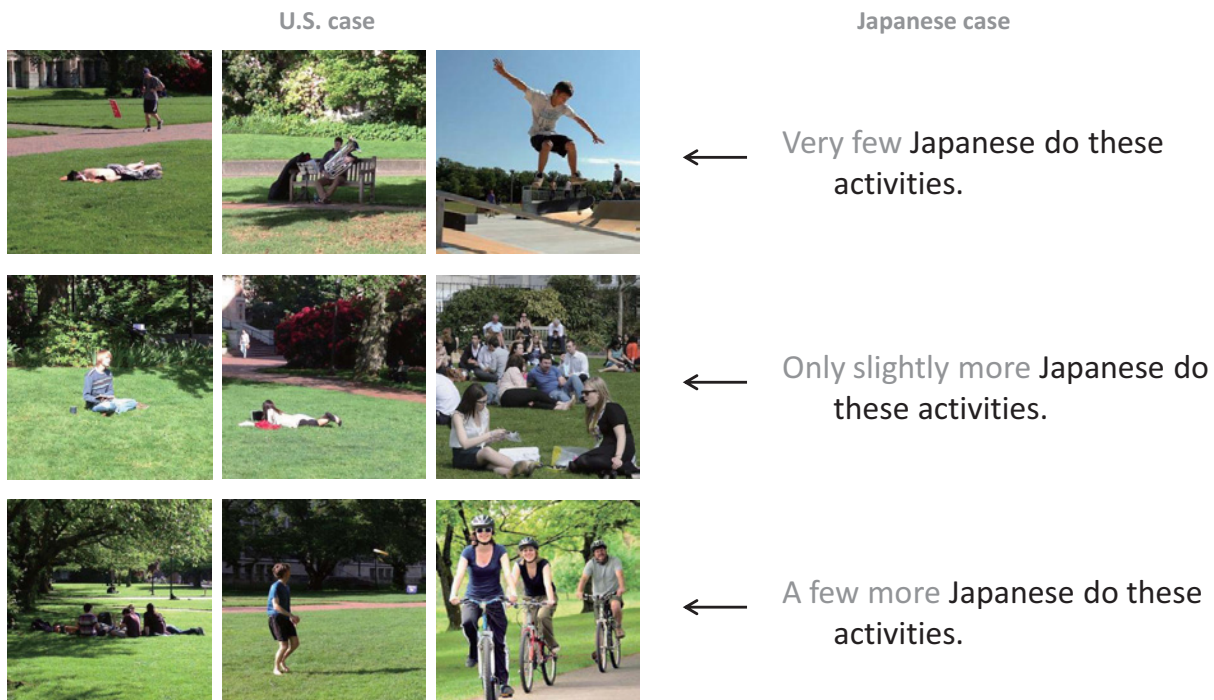 U.S. case
Japanese case
Very few Japanese do these
activities.
Only slightly more Japanese do
these activities.
A few more Japanese do these
activities.